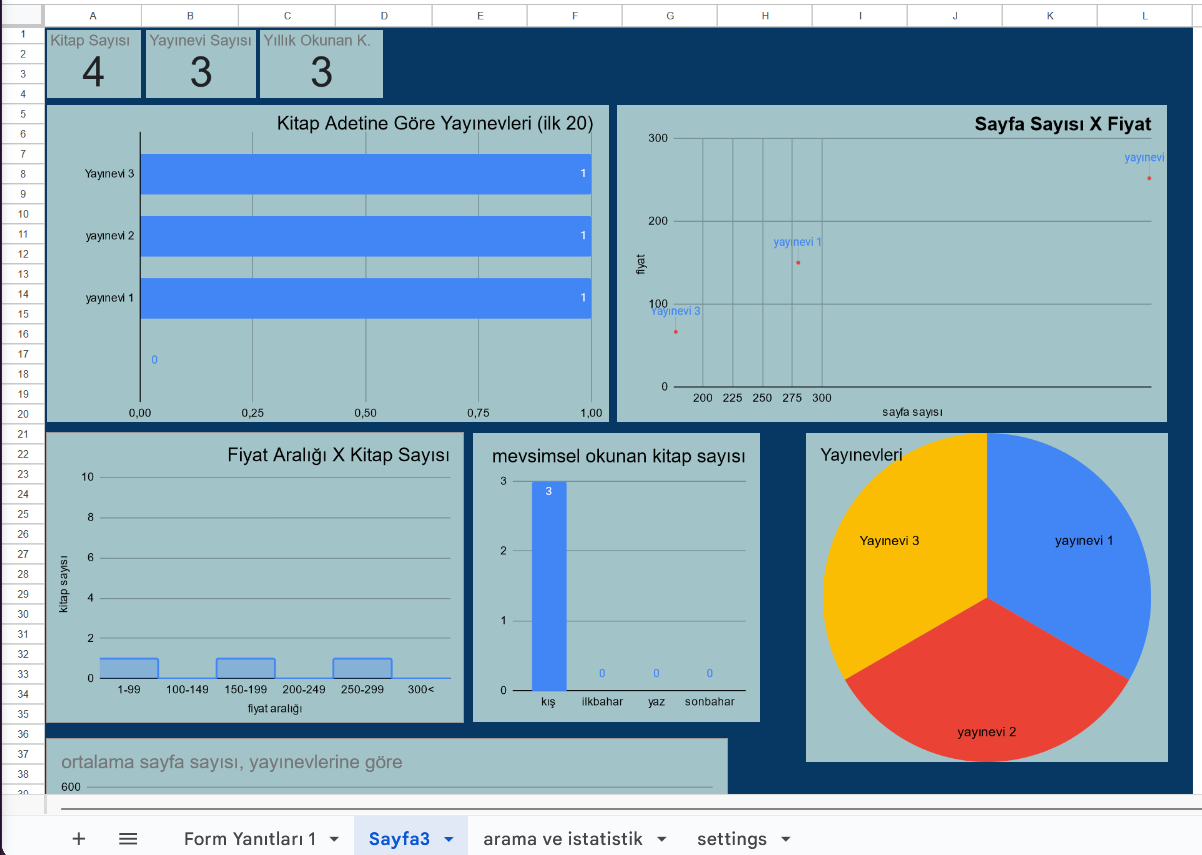 A B C D E F G H I J K L
1
2
3
4
5
6
7
8
9
10
11
12
13
14
15
16
17
18
19
20
21
22
23
24
25
26
27
28
29
30
31
32
33
34
35
36
37
38
39
Kitap Sayısı
4
Yayınevi Sayısı
3
Yıllık Okunan K.
3
Kitap Adetine Göre Yayınevleri (ilk 20)
Yayınevi 3
1
yayınevi 2
1
yayınevi 1
1
0
0,00 0,25 0,50 0,75 1,00
Sayfa Sayısı X Fiyat
300
200
100
0
fiyat
yayınevi
yayınevi 1
Yayınevi 3
200 225 250 275 300
sayfa sayısı
Fiyat Aralığı X Kitap Sayısı
10
8
6
4
2
0
kitap sayısı
1-99 100-149 150-199 200-249 250-299 300<
fiyat aralığı
mevsimsel okunan kitap sayısı
3
2
1
0
3
0 0 0
kış ilkbahar yaz sonbahar
Yayınevleri
Yayınevi 3
yayınevi 1
yayınevi 2
ortalama sayfa sayısı, yayınevlerine göre
600
+ Form Yanıtları 1 Sayfa3 arama ve istatistik settings